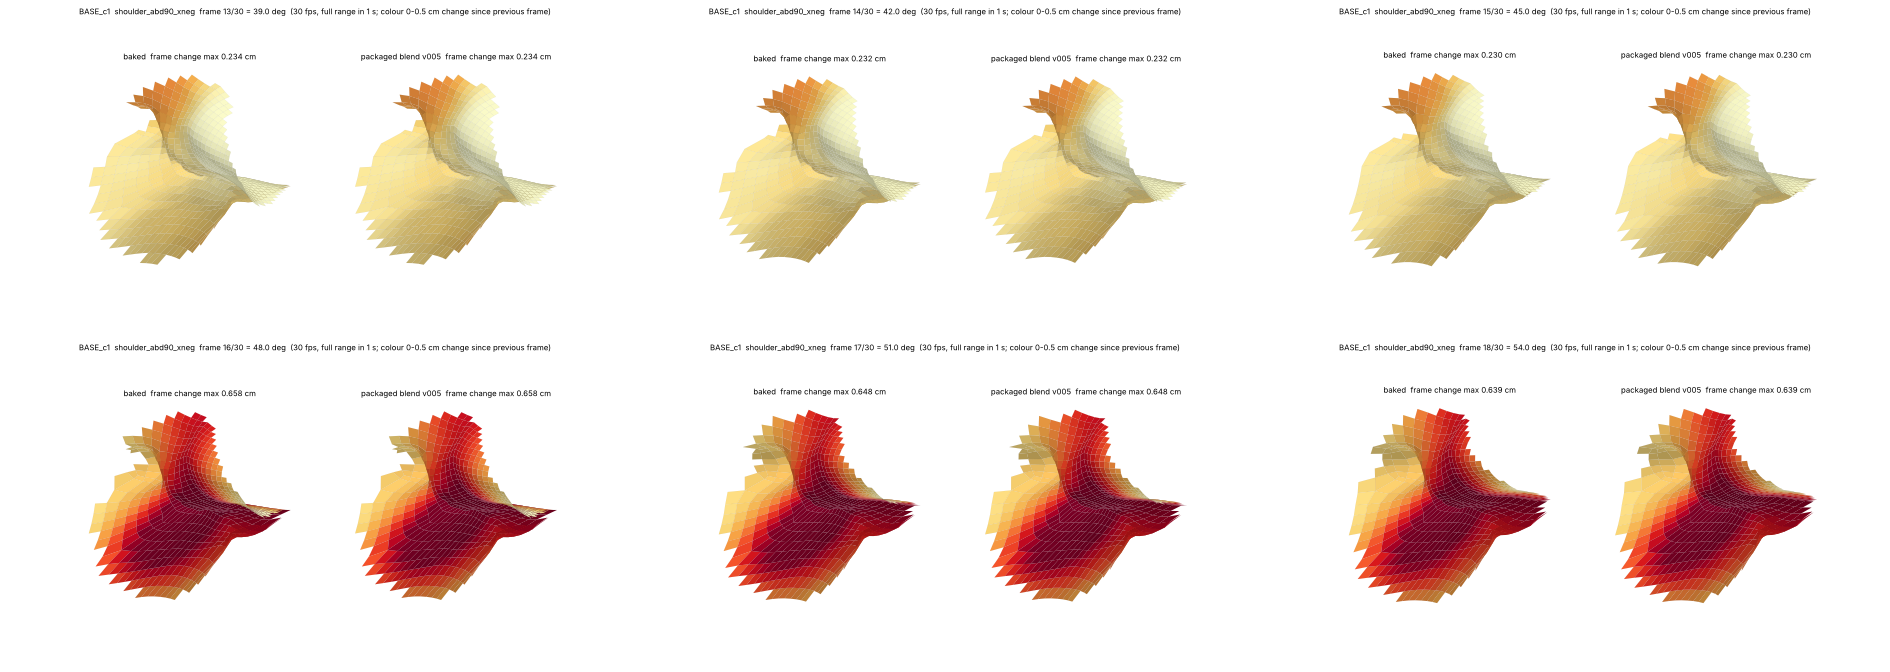 BASE_c1 shoulder_abd90_xneg frame 13/30 = 39.0 deg (30 fps, full range in 1 s; colour 0-0.5 cm change since previous frame)
baked frame change max 0.234 cm
packaged blend v005 frame change max 0.234 cm
BASE_c1 shoulder_abd90_xneg frame 14/30 = 42.0 deg (30 fps, full range in 1 s; colour 0-0.5 cm change since previous frame)
baked frame change max 0.232 cm
packaged blend v005 frame change max 0.232 cm
BASE_c1 shoulder_abd90_xneg frame 15/30 = 45.0 deg (30 fps, full range in 1 s; colour 0-0.5 cm change since previous frame)
baked frame change max 0.230 cm
packaged blend v005 frame change max 0.230 cm
BASE_c1 shoulder_abd90_xneg frame 16/30 = 48.0 deg (30 fps, full range in 1 s; colour 0-0.5 cm change since previous frame)
baked frame change max 0.658 cm
packaged blend v005 frame change max 0.658 cm
BASE_c1 shoulder_abd90_xneg frame 17/30 = 51.0 deg (30 fps, full range in 1 s; colour 0-0.5 cm change since previous frame)
baked frame change max 0.648 cm
packaged blend v005 frame change max 0.648 cm
BASE_c1 shoulder_abd90_xneg frame 18/30 = 54.0 deg (30 fps, full range in 1 s; colour 0-0.5 cm change since previous frame)
baked frame change max 0.639 cm
packaged blend v005 frame change max 0.639 cm